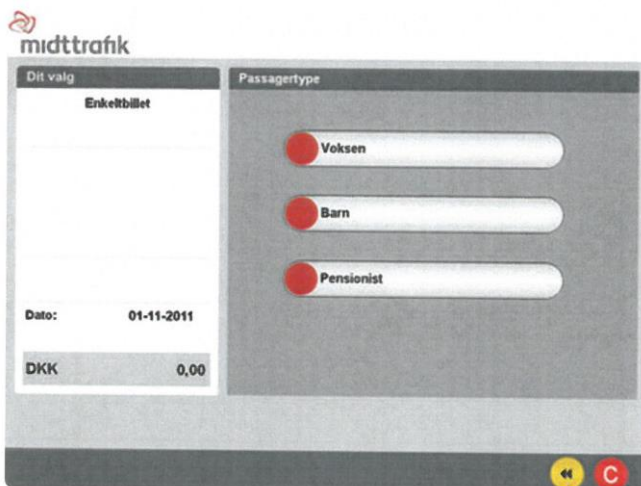 midttrafik
Dit valg
Enkeltbillet
Dato: 01-11-2011
DKK 0,00
Passagertype
Voksen
Barn
Pensionist
C